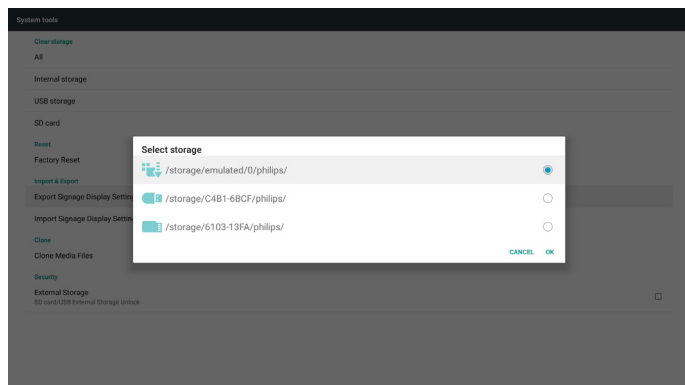 System tools
Clear storage
All
Internal storage
USB storage
SD card
Reset
Factory Reset
Import & Export
Export Signage Display Setting
Import Signage Display Settin
Clone
Clone Media Files
Security
External Storage
SD card/USB External Storage Unlock
Select storage
/storage/emulated/0/philips/
/storage/C4B1-6BCF/philips/
/storage/6103-13FA/philips/
CANCEL OK